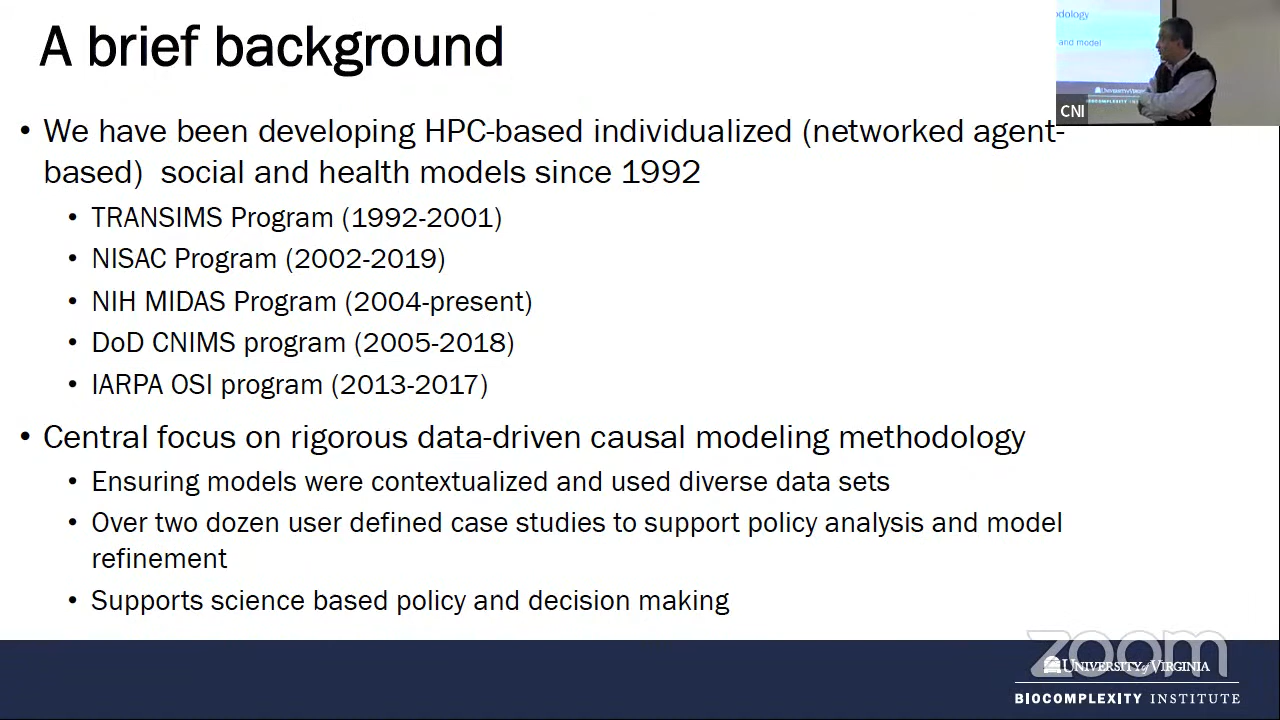 A brief background
• We have been developing HPC-based individualized (networked agent-
based)  social and health models since 1992
• TRANSIMS Program (1992-2001)
• NISAC Program (2002-2019)
• NIH MIDAS Program (2004-present)
• DoD CNIMS program (2005-2018)
• IARPA OSI program (2013-2017)
• Central focus on rigorous data-driven causal modeling methodology
• Ensuring models were contextualized and used diverse data sets
• Over two dozen user defined case studies to support policy analysis and model
refinement
• Supports science based policy and decision making
and model
CNI
zoom
UNIVERSITY of VIRGINIA
BIOCOMPLEXITY INSTITUTE